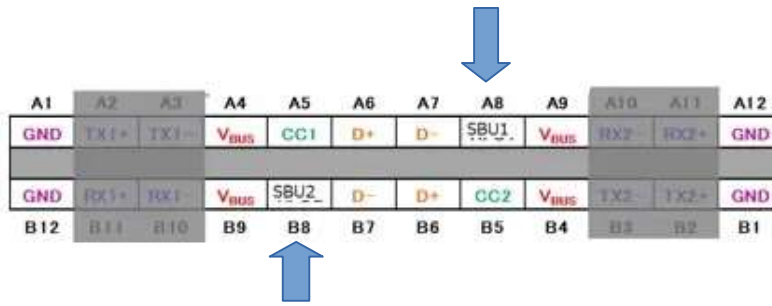 A1 A2 A3 A4 A5 A6 A7 A8 A9 A10 A11 A12
GND TX1+ TX1− VBUS CC1 D+ D− SBU1 VBUS RX2− RX2+ GND
GND RX1+ RX1− VBUS SBU2 D− D+ CC2 VBUS TX2− TX2+ GND
B12 B11 B10 B9 B8 B7 B6 B5 B4 B3 B2 B1